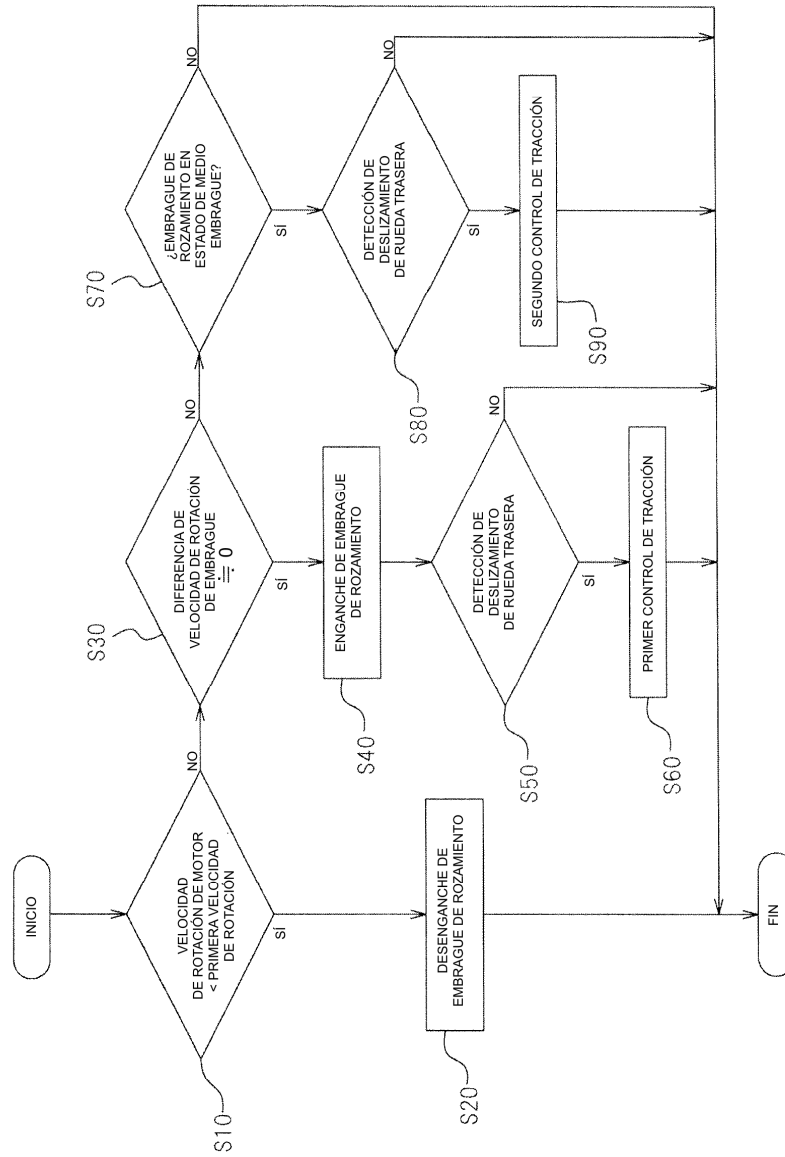 INICIO
S10
VELOCIDAD
DE ROTACIÓN DE MOTOR
< PRIMERA VELOCIDAD
DE ROTACIÓN
NO
SÍ
S20
DESENGANCHE DE
EMBRAGUE DE ROZAMIENTO
S30
DIFERENCIA DE
VELOCIDAD DE ROTACIÓN
DE EMBRAGUE
≒ 0
NO
SÍ
S40
ENGANCHE DE EMBRAGUE
DE ROZAMIENTO
S50
DETECCIÓN DE
DESLIZAMIENTO
DE RUEDA TRASERA
NO
SÍ
S60
PRIMER CONTROL DE TRACCIÓN
S70
¿EMBRAGUE DE
ROZAMIENTO EN
ESTADO DE MEDIO
EMBRAGUE?
NO
SÍ
S80
DETECCIÓN DE
DESLIZAMIENTO
DE RUEDA TRASERA
NO
SÍ
S90
SEGUNDO CONTROL DE TRACCIÓN
FIN